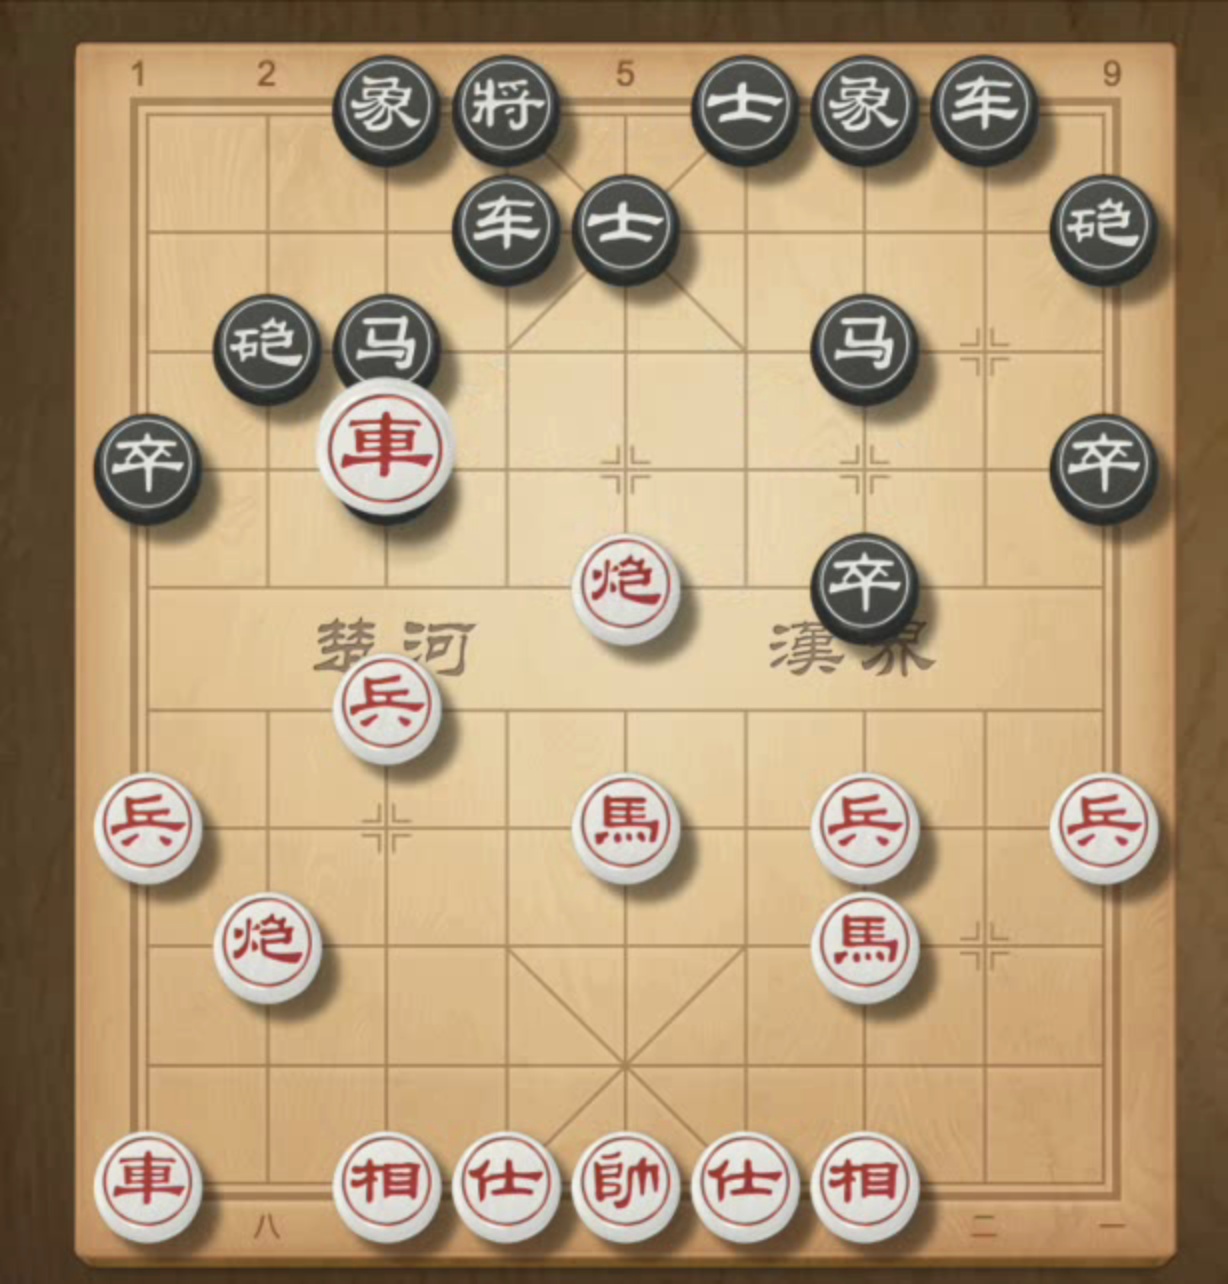 1 2 5 9
象 將 士 象 车
车 士 砲
砲 马 马
卒 車 卒
炮 卒
楚河 漢界
兵
兵 馬 兵 兵
炮 馬
車 相 仕 帥 仕 相
八 二 一